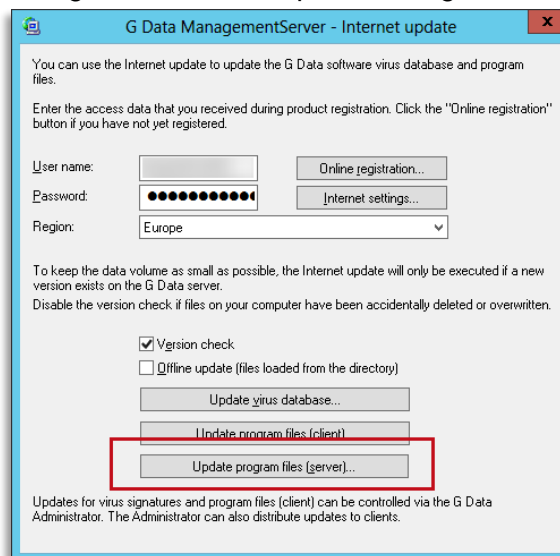 G Data ManagementServer - Internet update
x
You can use the Internet update to update the G Data software virus database and program
files.
Enter the access data that you received during product registration. Click the "Online registration"
button if you have not yet registered.
User name:
Online registration...
Password:
Internet settings...
Region:
Europe
To keep the data volume as small as possible, the Internet update will only be executed if a new
version exists on the G Data server.
Disable the version check if files on your computer have been accidentally deleted or overwritten.
Version check
Offline update (files loaded from the directory)
Update virus database...
Update program files (client)
Update program files (server)...
Updates for virus signatures and program files (client) can be controlled via the G Data
Administrator. The Administrator can also distribute updates to clients.